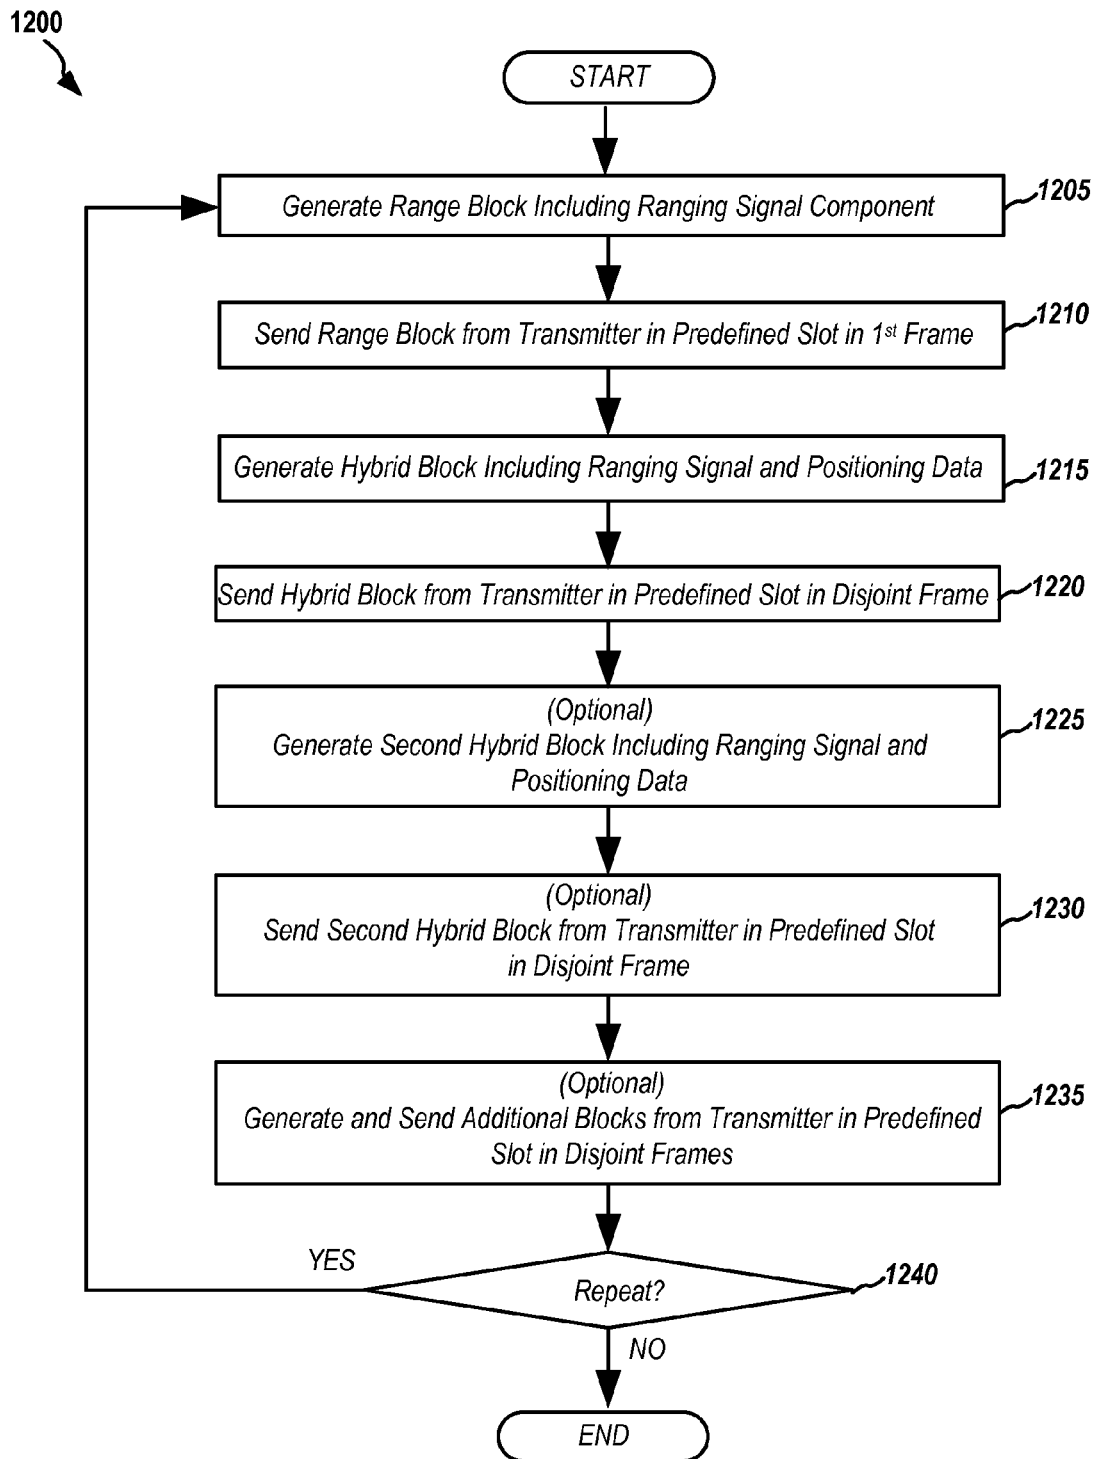 1200
START
Generate Range Block Including Ranging Signal Component
1205
Send Range Block from Transmitter in Predefined Slot in 1st Frame
1210
Generate Hybrid Block Including Ranging Signal and Positioning Data
1215
Send Hybrid Block from Transmitter in Predefined Slot in Disjoint Frame
1220
(Optional)
Generate Second Hybrid Block Including Ranging Signal and
Positioning Data
1225
(Optional)
Send Second Hybrid Block from Transmitter in Predefined Slot
in Disjoint Frame
1230
(Optional)
Generate and Send Additional Blocks from Transmitter in Predefined
Slot in Disjoint Frames
1235
YES
Repeat?
1240
NO
END